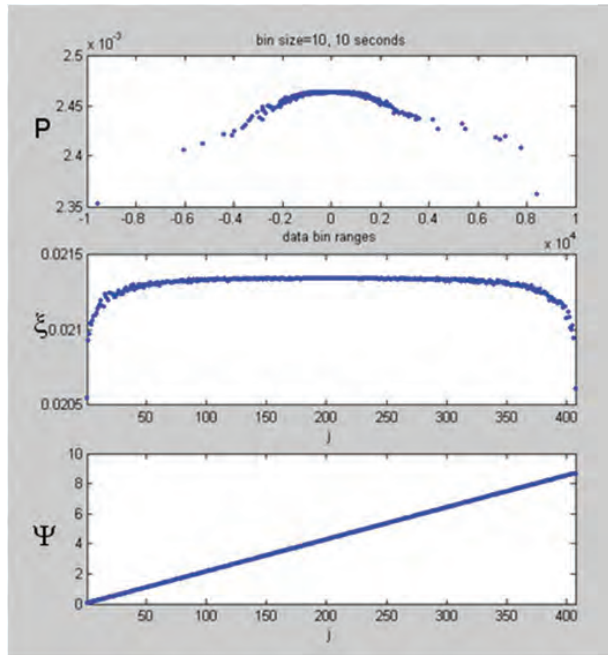 x 10⁻³
bin size=10, 10 seconds
2.5
2.45
P
2.4
2.35
-1 -0.8 -0.6 -0.4 -0.2 0 0.2 0.4 0.6 0.8 1
data bin ranges
x 10⁴
0.0215
ξ 0.021
0.0205
50 100 150 200 250 300 350 400
j
10
8
6
Ψ
4
2
0
50 100 150 200 250 300 350 400
j